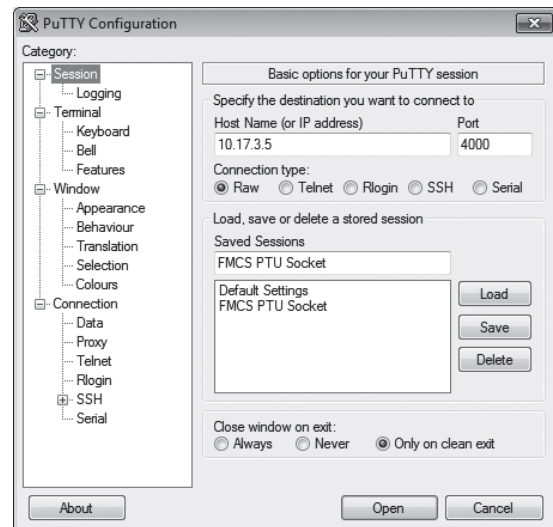 PuTTY Configuration
Category:
Session
Logging
Terminal
Keyboard
Bell
Features
Window
Appearance
Behaviour
Translation
Selection
Colours
Connection
Data
Proxy
Telnet
Rlogin
SSH
Serial
Basic options for your PuTTY session
Specify the destination you want to connect to
Host Name (or IP address) Port
10.17.3.5 4000
Connection type:
Raw Telnet Rlogin SSH Serial
Load, save or delete a stored session
Saved Sessions
FMCS PTU Socket
Default Settings
FMCS PTU Socket
Load
Save
Delete
Close window on exit:
Always Never Only on clean exit
About Open Cancel